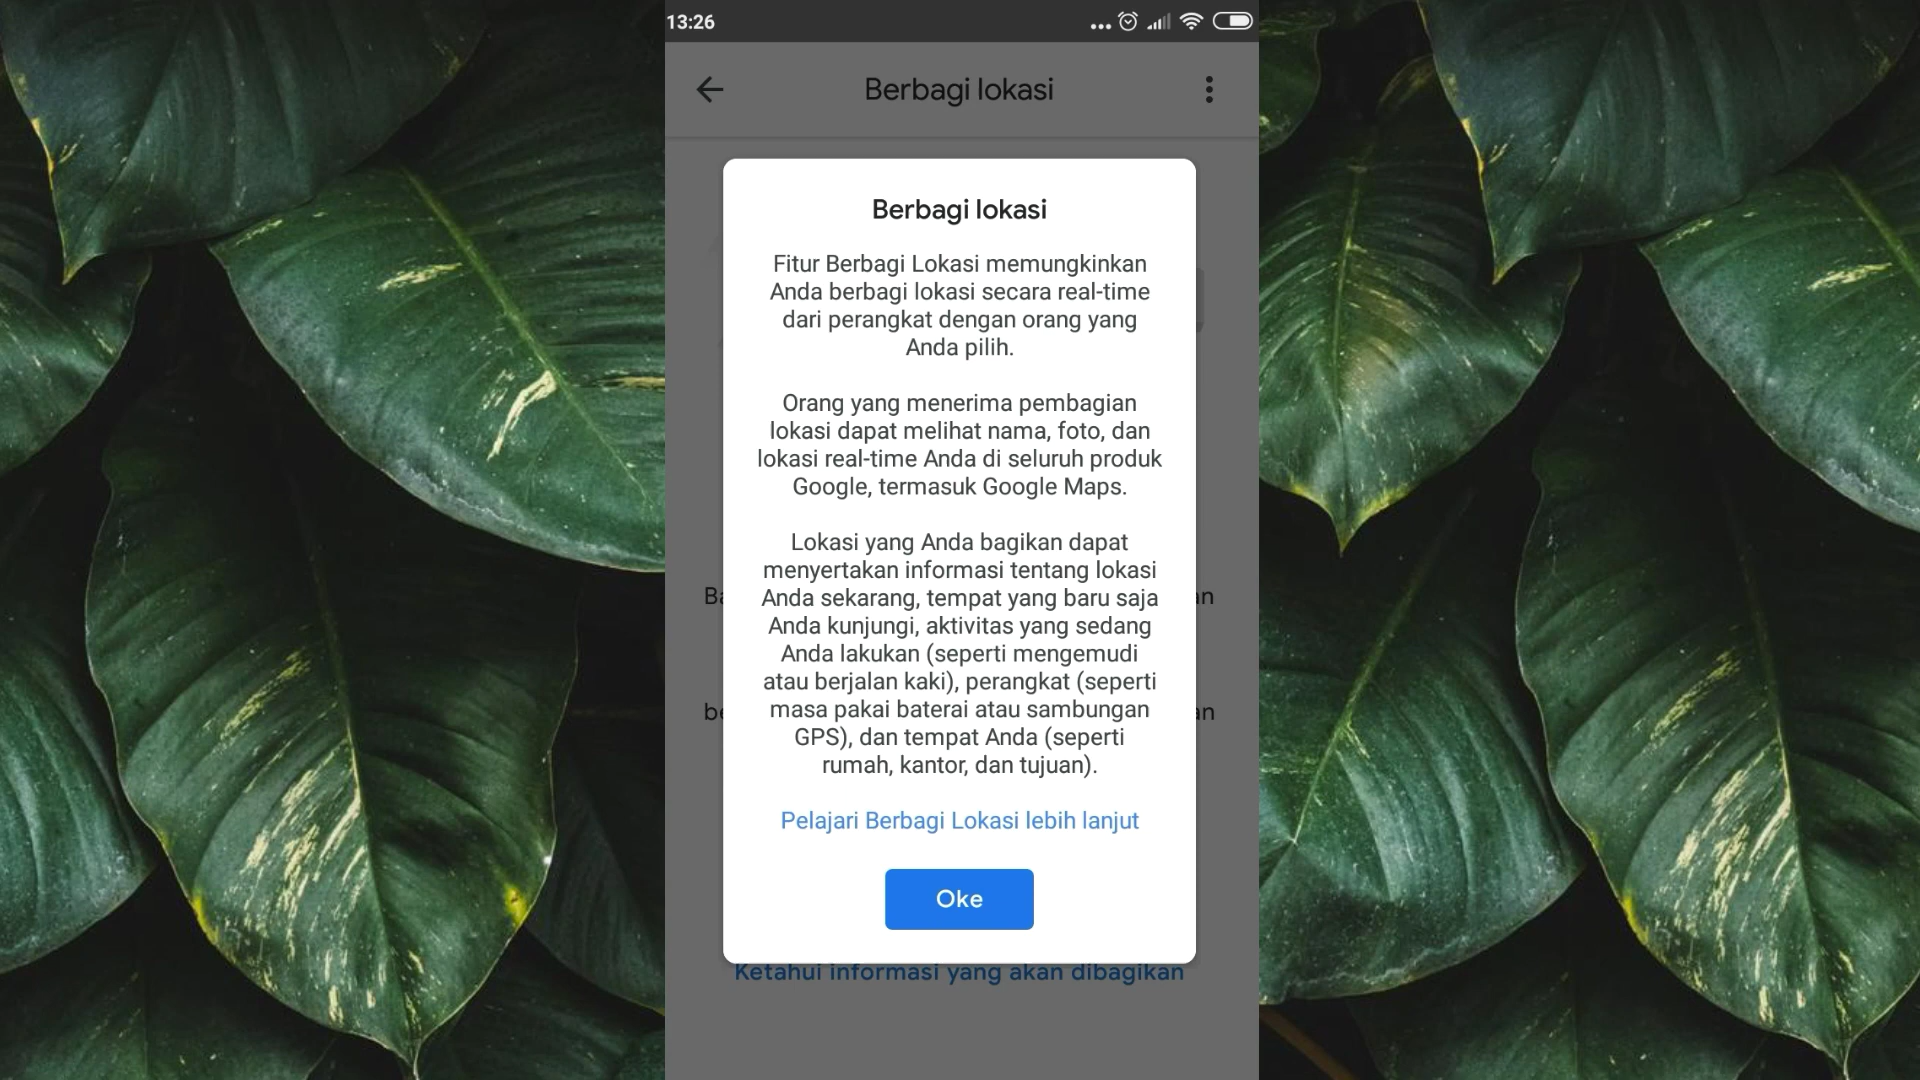 13:26
Berbagi lokasi
Berbagi lokasi
Fitur Berbagi Lokasi memungkinkan
Anda berbagi lokasi secara real-time
dari perangkat dengan orang yang
Anda pilih.
Orang yang menerima pembagian
lokasi dapat melihat nama, foto, dan
lokasi real-time Anda di seluruh produk
Google, termasuk Google Maps.
Lokasi yang Anda bagikan dapat
menyertakan informasi tentang lokasi
Anda sekarang, tempat yang baru saja
Anda kunjungi, aktivitas yang sedang
Anda lakukan (seperti mengemudi
atau berjalan kaki), perangkat (seperti
masa pakai baterai atau sambungan
GPS), dan tempat Anda (seperti
rumah, kantor, dan tujuan).
Pelajari Berbagi Lokasi lebih lanjut
Oke
Ketahui informasi yang akan dibagikan